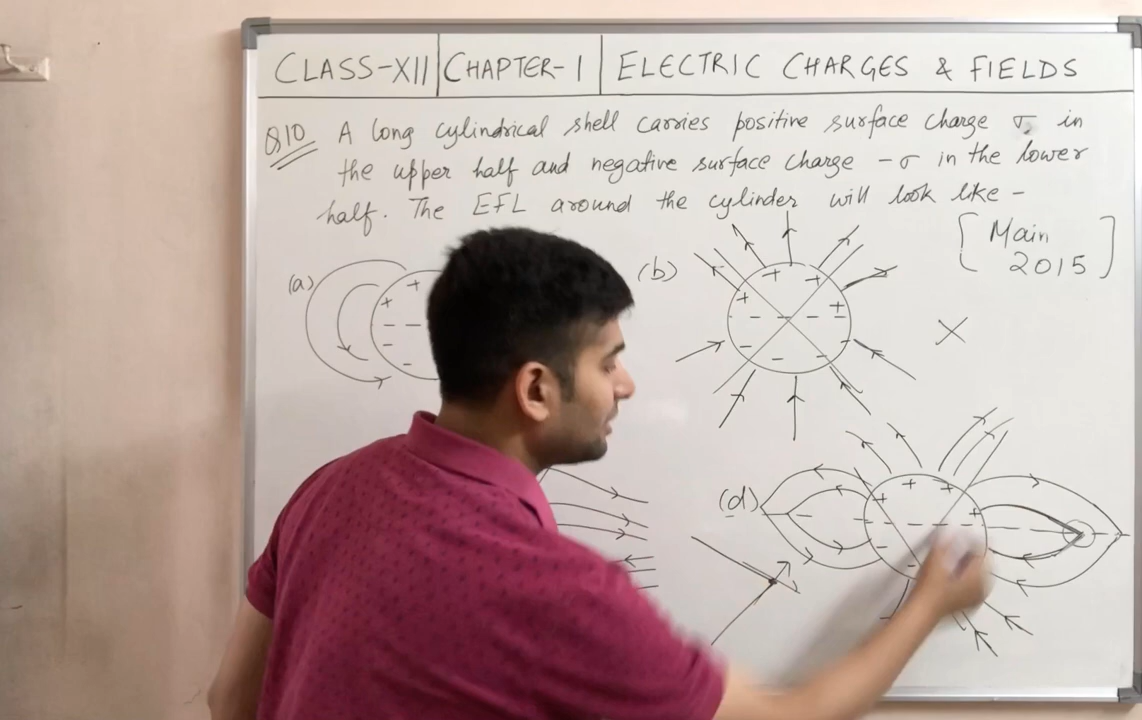 CLASS-XII | CHAPTER-1 | ELECTRIC CHARGES & FIELDS
Q10 A long cylindrical shell carries positive surface charge σ, in
the upper half and negative surface charge -σ in the lower
half. The EFL around the cylinder will look like -
[Main
2015]
(a)
+
+
- -
-
-
(b)
+ +
+ +
- - - -
- -
- -
×
(d)
+ +
+ +
- - - - -
-
-